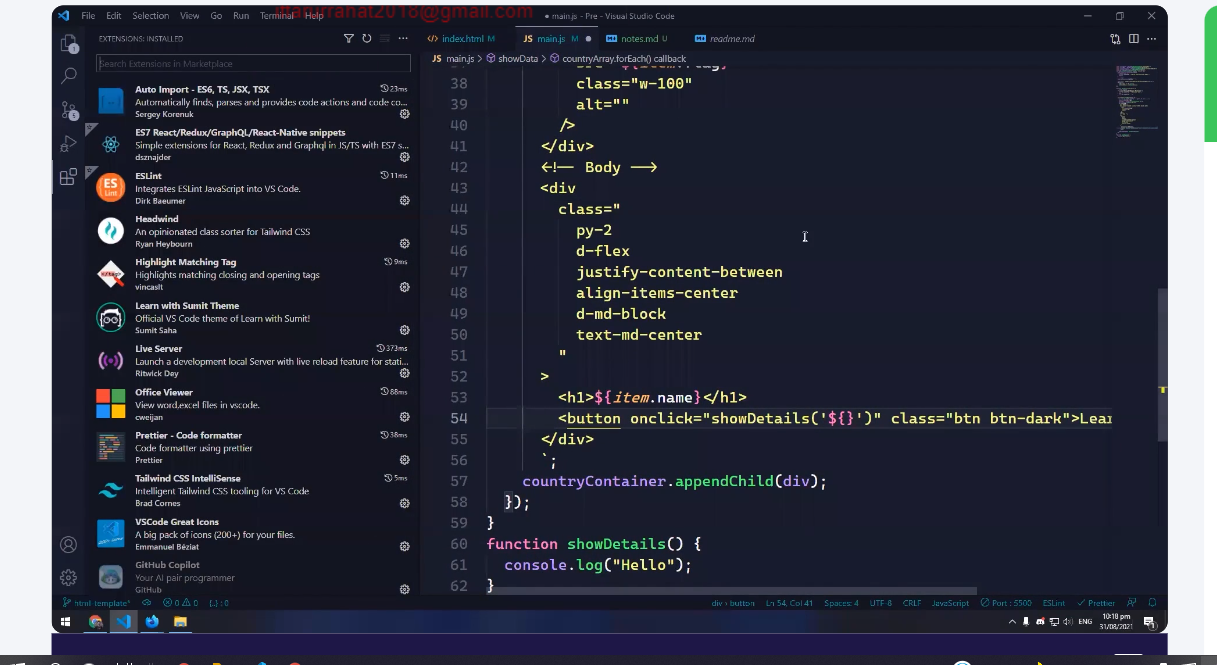 File Edit Selection View Go Run Terminal Help
● main.js - Pre - Visual Studio Code
EXTENSIONS: INSTALLED
Search Extensions in Marketplace
Auto Import - ES6, TS, JSX, TSX 23ms
Automatically finds, parses and provides code actions and code co...
Sergey Korenuk
ES7 React/Redux/GraphQL/React-Native snippets
Simple extensions for React, Redux and Graphql in JS/TS with ES7 s...
dsznajder
ESLint 11ms
Integrates ESLint JavaScript into VS Code.
Dirk Baeumer
Headwind
An opinionated class sorter for Tailwind CSS
Ryan Heybourn
Highlight Matching Tag 9ms
Highlights matching closing and opening tags
vincaslt
Learn with Sumit Theme
Official VS Code theme of Learn with Sumit!
Sumit Saha
Live Server 373ms
Launch a development local Server with live reload feature for stati...
Ritwick Dey
Office Viewer 88ms
View word,excel files in vscode.
cweijan
Prettier - Code formatter 38ms
Code formatter using prettier
Prettier
Tailwind CSS IntelliSense 5ms
Intelligent Tailwind CSS tooling for VS Code
Brad Cornes
VSCode Great Icons
A big pack of icons (200+) for your files.
Emmanuel Béziat
GitHub Copilot
Your AI pair programmer
GitHub
index.html M JS main.js M ● notes.md U readme.md
JS main.js > showData > countryArray.forEach() callback
38 class="w-100"
39 alt=""
40 />
41 </div>
42 <!-- Body -->
43 <div
44 class="
45 py-2
46 d-flex
47 justify-content-between
48 align-items-center
49 d-md-block
50 text-md-center
51 "
52 >
53 <h1>${item.name}</h1>
54 <button onclick="showDetails('${}')" class="btn btn-dark">Lear
55 </div>
56 `;
57 countryContainer.appendChild(div);
58 });
59 }
60 function showDetails() {
61 console.log("Hello");
62 }
html-template* 0 0 {..} : 0
div > button Ln 54, Col 41 Spaces: 4 UTF-8 CRLF JavaScript Port : 5500 ESLint Prettier
ENG 10:18 pm
31/08/2021